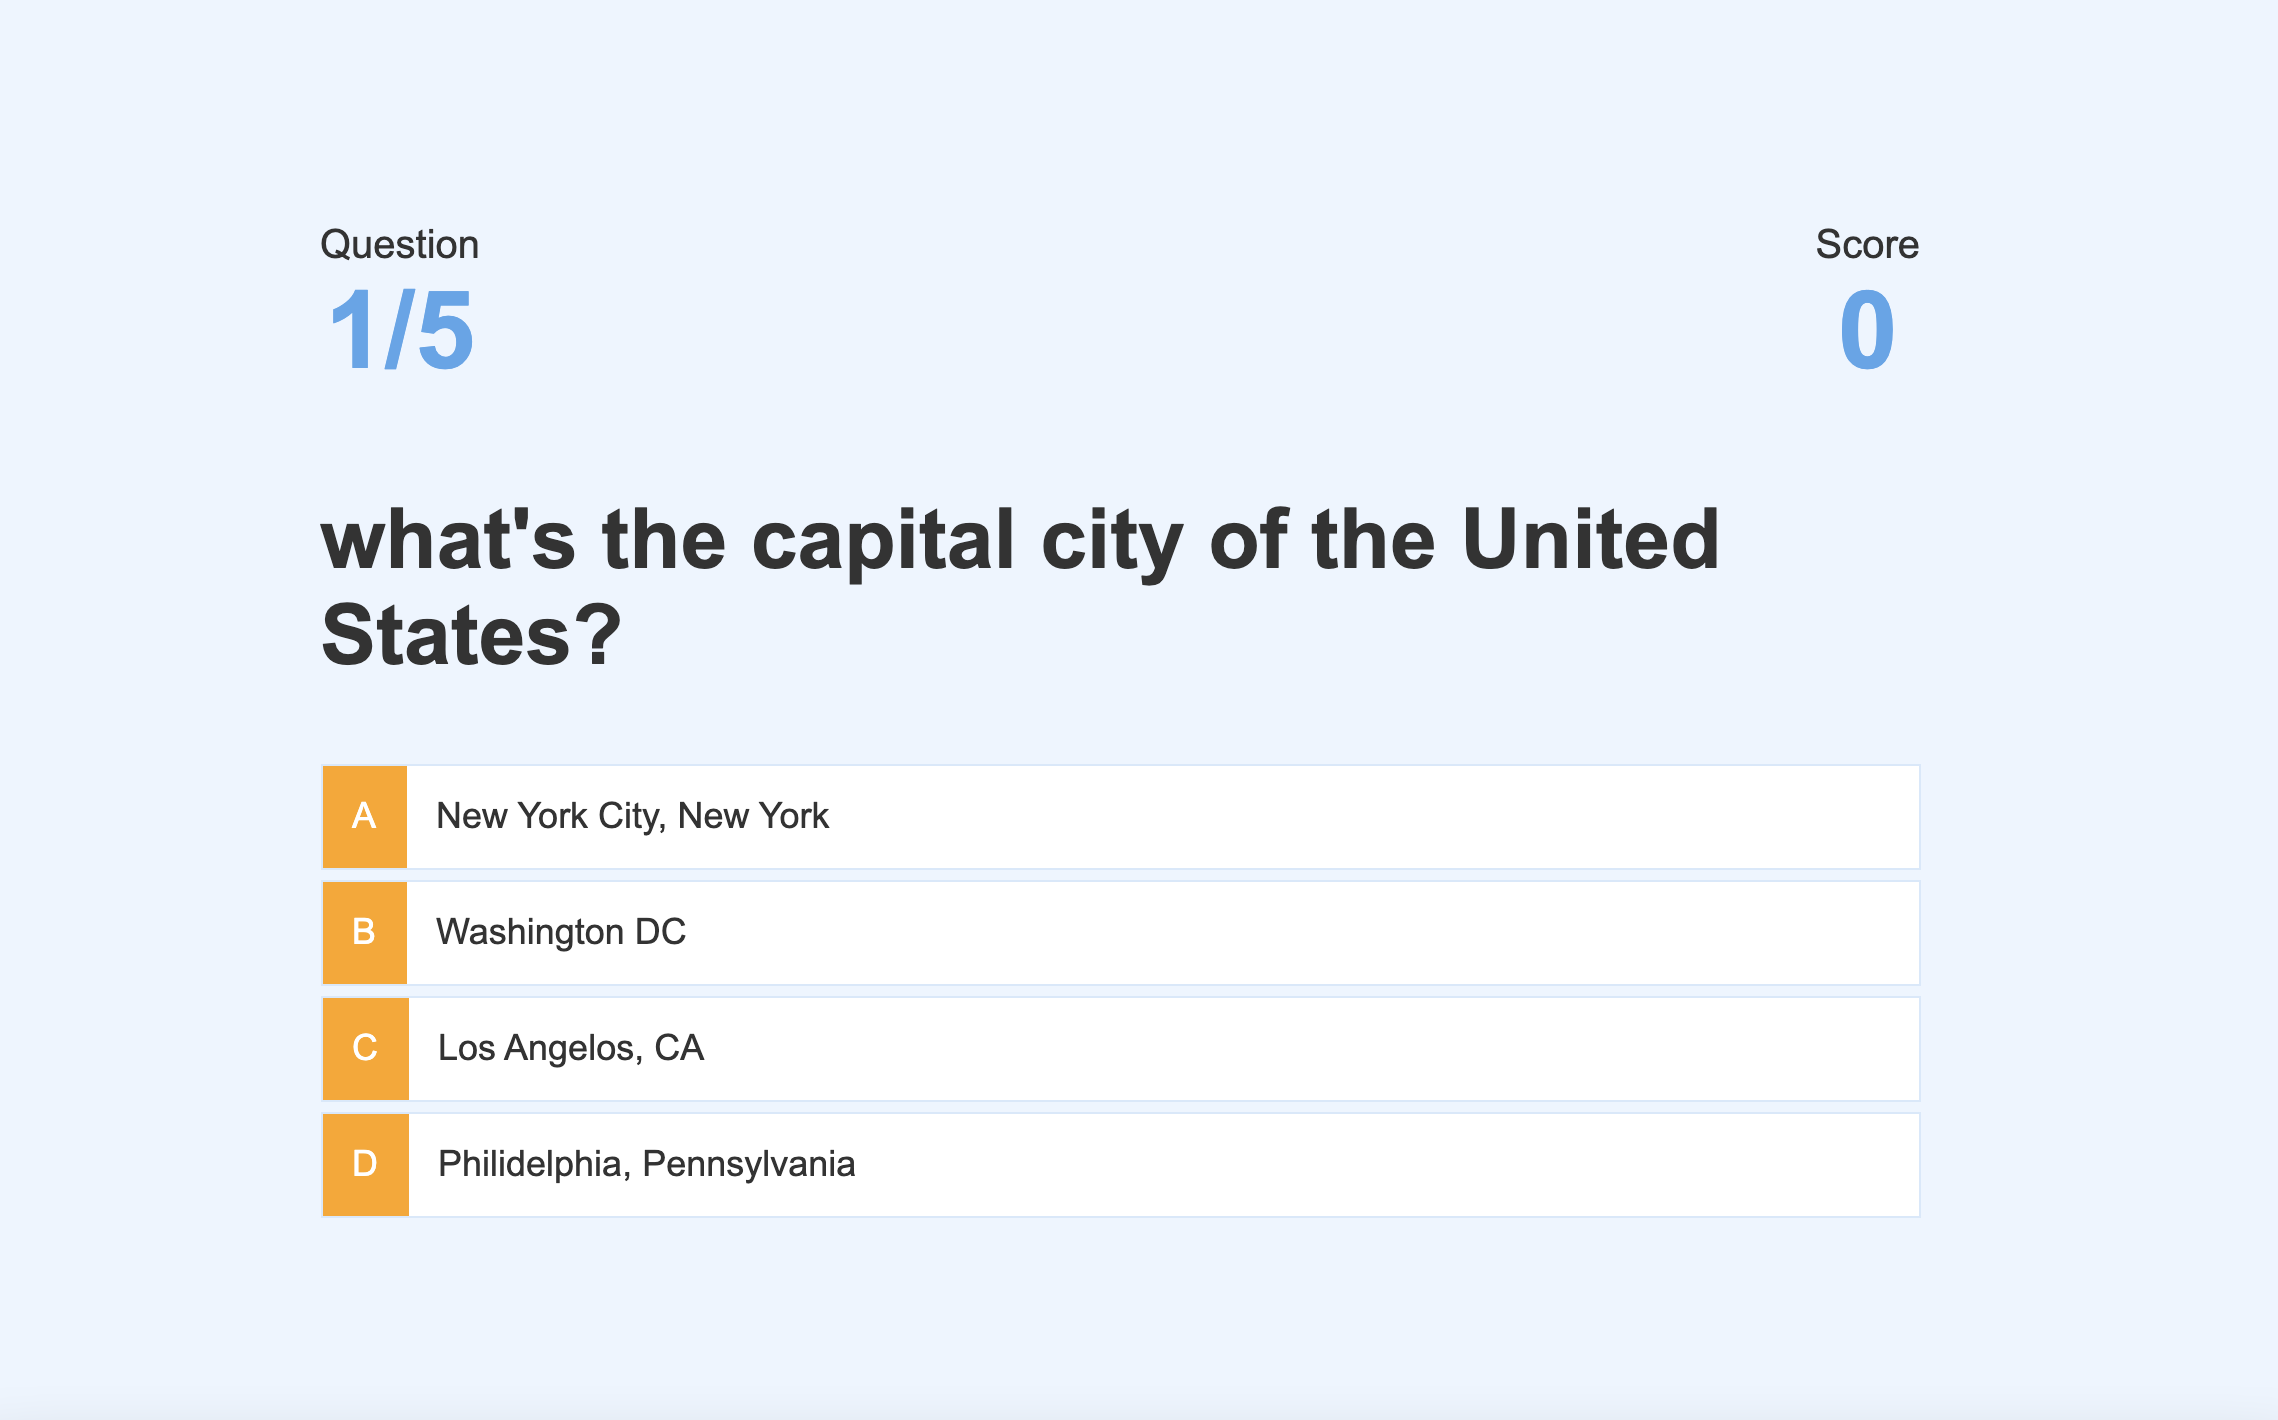 Question
Score
1/5
0
what's the capital city of the United
States?
A New York City, New York
B Washington DC
C Los Angelos, CA
D Philidelphia, Pennsylvania